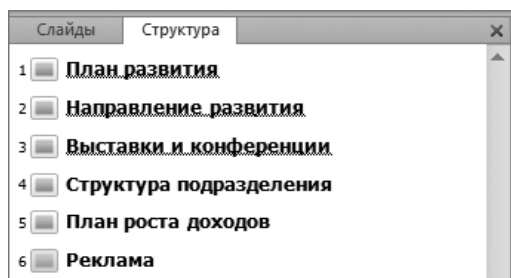 Слайды Структура
1 План развития
2 Направление развития
3 Выставки и конференции
4 Структура подразделения
5 План роста доходов
6 Реклама